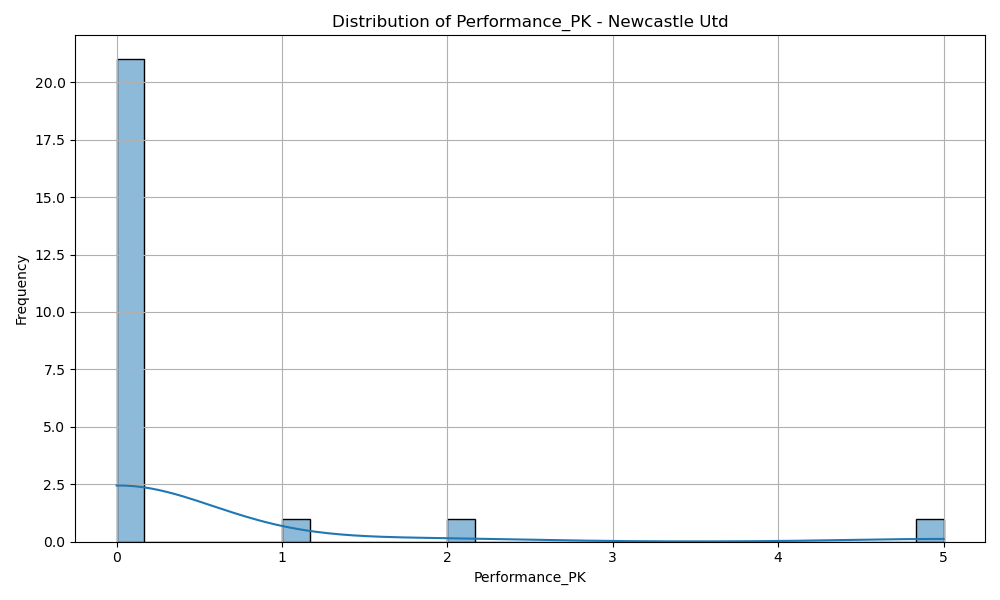 Distribution of Performance_PK - Newcastle Utd
20.0
17.5
15.0
12.5
10.0
7.5
5.0
2.5
0.0
Frequency
0 1 2 3 4 5
Performance_PK